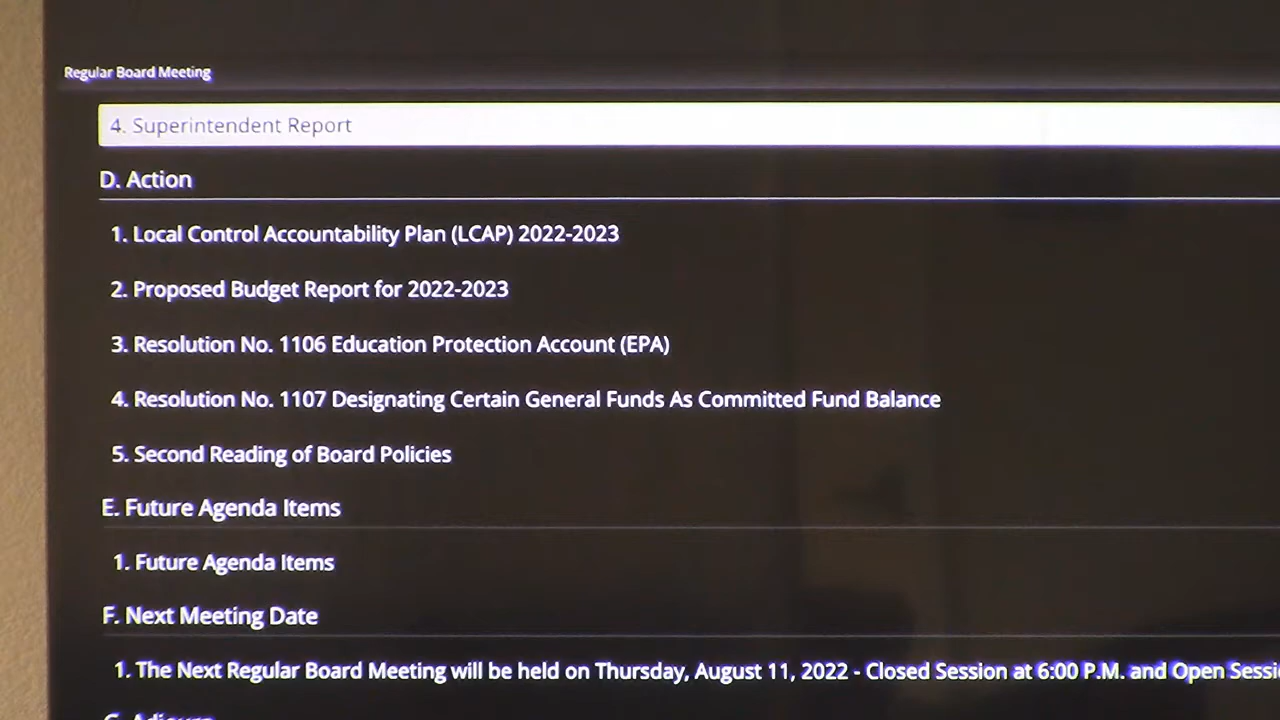 Regular Board Meeting
4. Superintendent Report
D. Action
1. Local Control Accountability Plan (LCAP) 2022-2023
2. Proposed Budget Report for 2022-2023
3. Resolution No. 1106 Education Protection Account (EPA)
4. Resolution No. 1107 Designating Certain General Funds As Committed Fund Balance
5. Second Reading of Board Policies
E. Future Agenda Items
1. Future Agenda Items
F. Next Meeting Date
1. The Next Regular Board Meeting will be held on Thursday, August 11, 2022 - Closed Session at 6:00 P.M. and Open